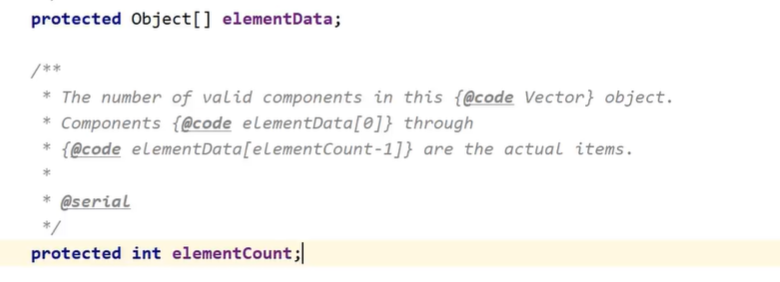 protected Object[] elementData;
/**
* The number of valid components in this {@code Vector} object.
* Components {@code elementData[0]} through
* {@code elementData[elementCount-1]} are the actual items.
*
* @serial
*/
protected int elementCount;